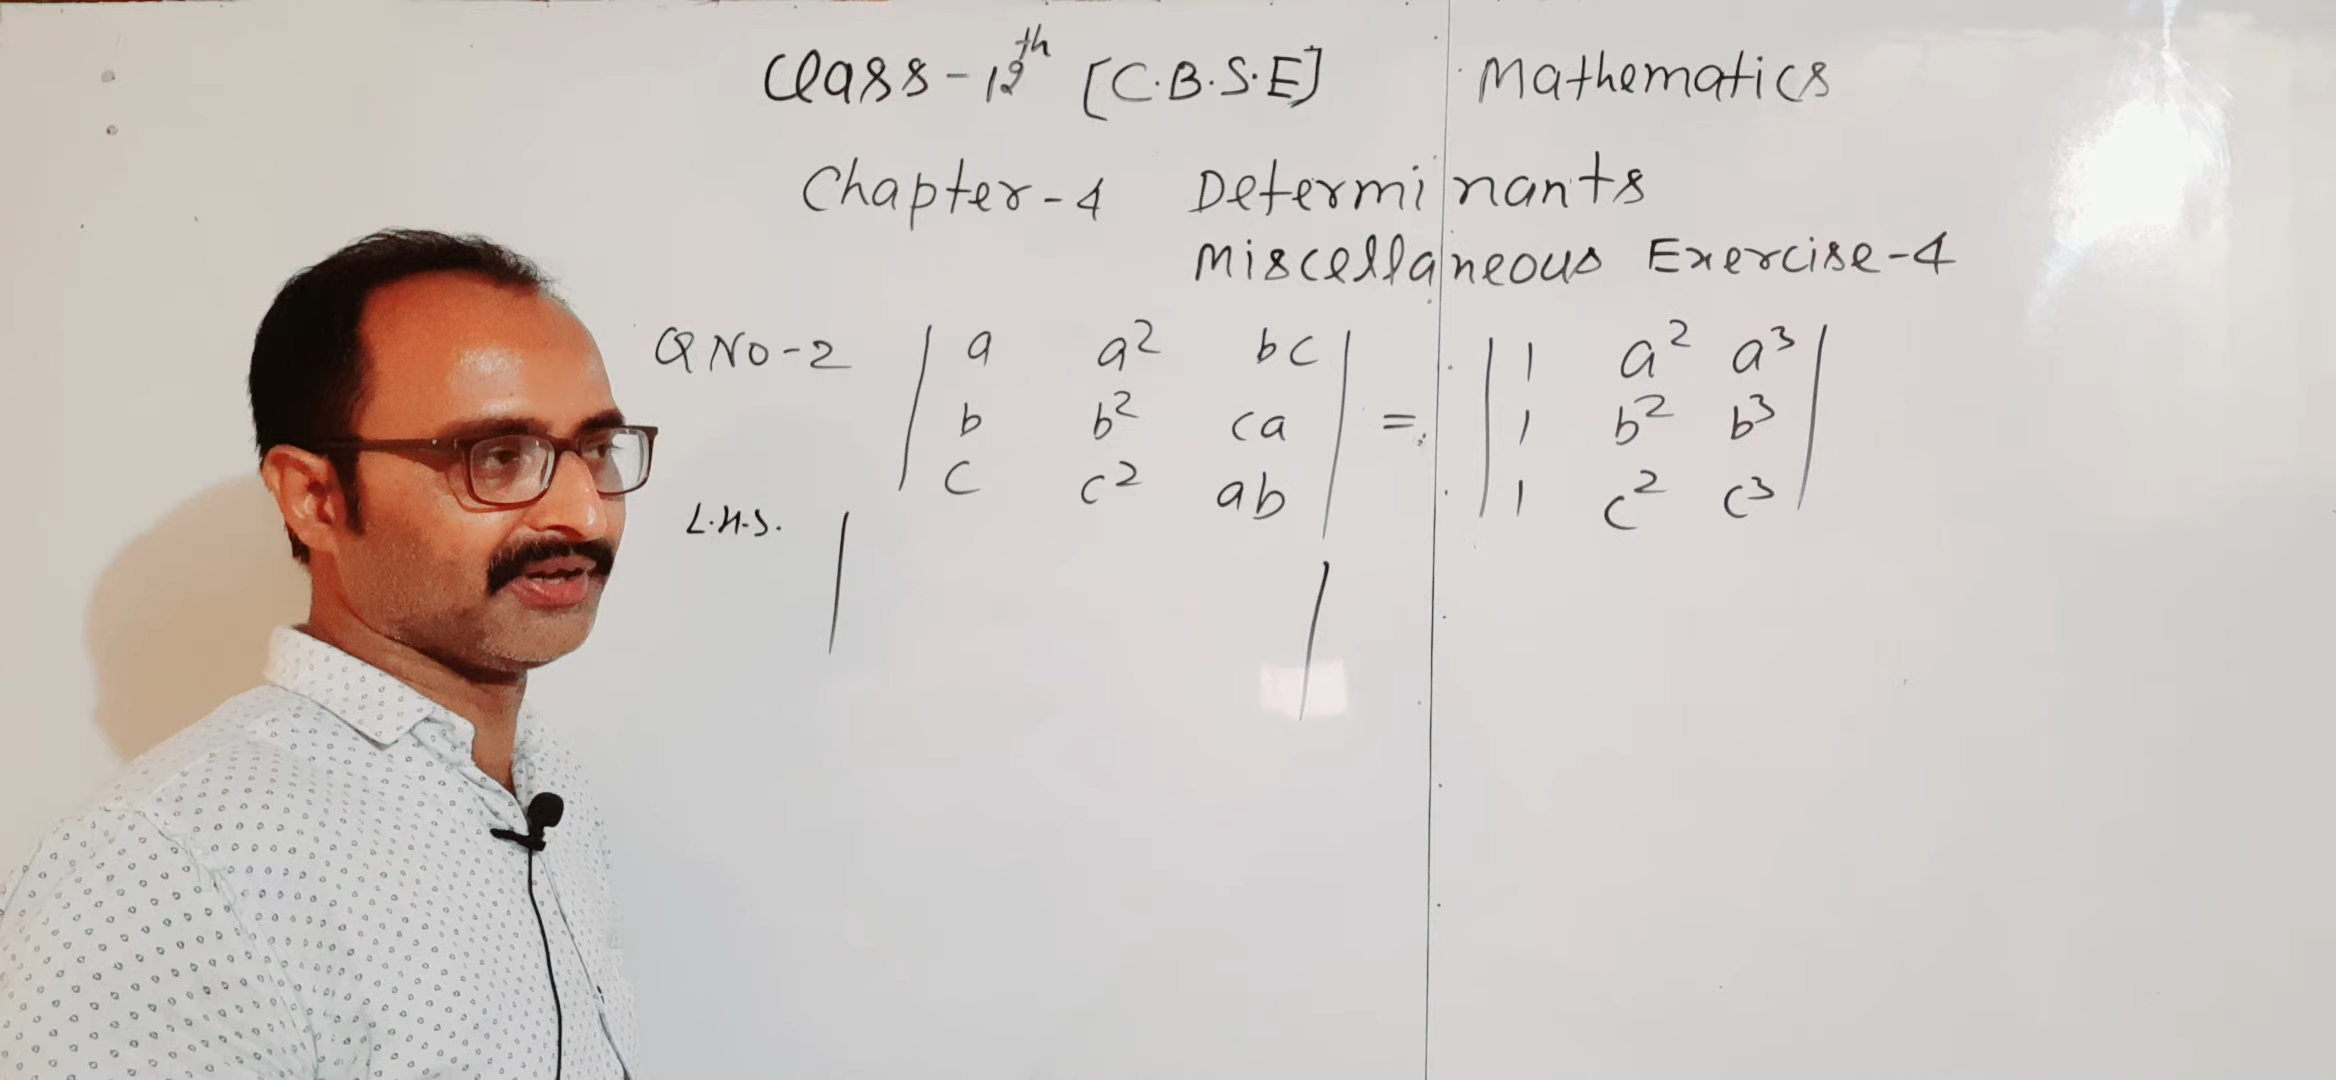 Class-12th [C.B.S.E] Mathematics
Chapter-4 Determinants
Miscellaneous Exercise-4
Q NO-2 | a a² bc | = | 1 a² a³ |
| b b² ca | | 1 b² b³ |
| c c² ab | | 1 c² c³ |
L.H.S. | |